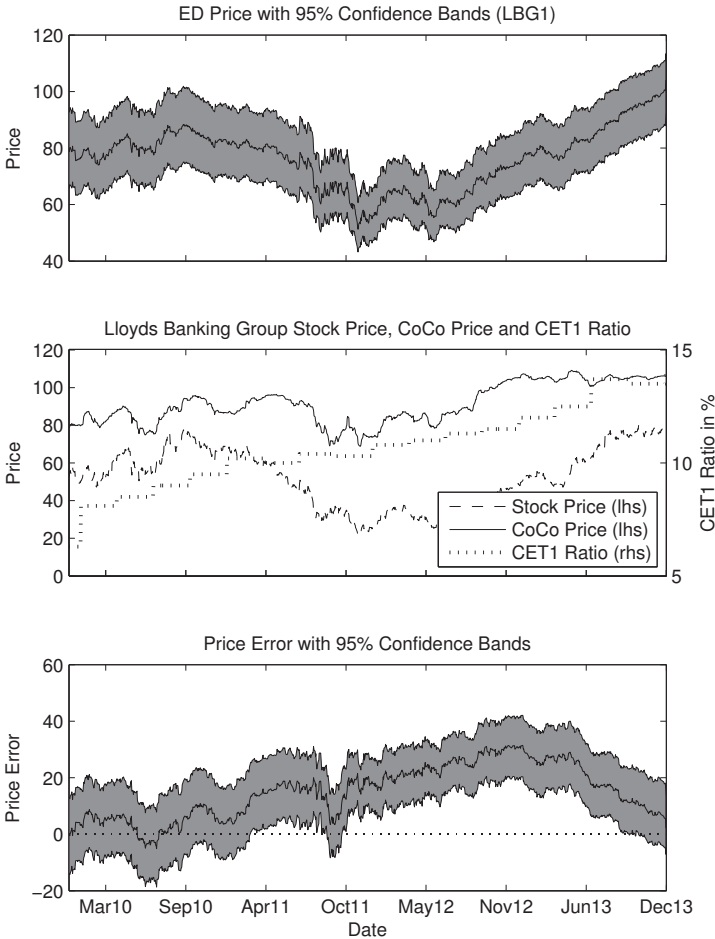 ED Price with 95% Confidence Bands (LBG1)
120
100
80
60
40
Price
Lloyds Banking Group Stock Price, CoCo Price and CET1 Ratio
120
100
80
60
40
20
0
Price
15
10
5
CET1 Ratio in %
Stock Price (lhs)
CoCo Price (lhs)
CET1 Ratio (rhs)
Price Error with 95% Confidence Bands
60
40
20
0
−20
Price Error
Mar10 Sep10 Apr11 Oct11 May12 Nov12 Jun13 Dec13
Date